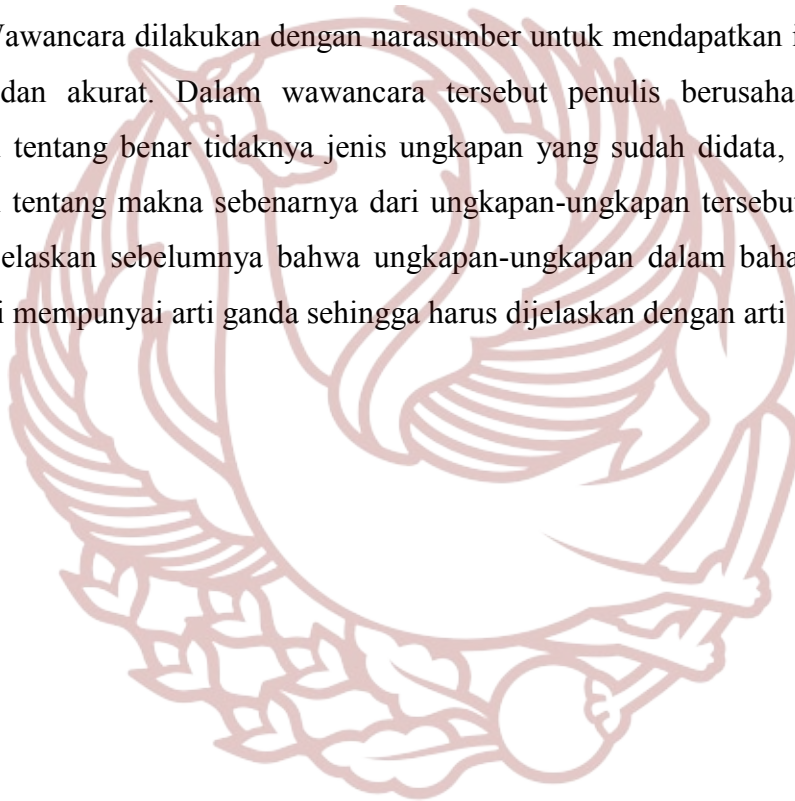 Wawancara dilakukan dengan narasumber untuk mendapatkan
dan akurat. Dalam wawancara tersebut penulis berusaha
tentang benar tidaknya jenis ungkapan yang sudah didata,
tentang makna sebenarnya dari ungkapan-ungkapan tersebut
elaskan sebelumnya bahwa ungkapan-ungkapan dalam baha
i mempunyai arti ganda sehingga harus dijelaskan dengan arti